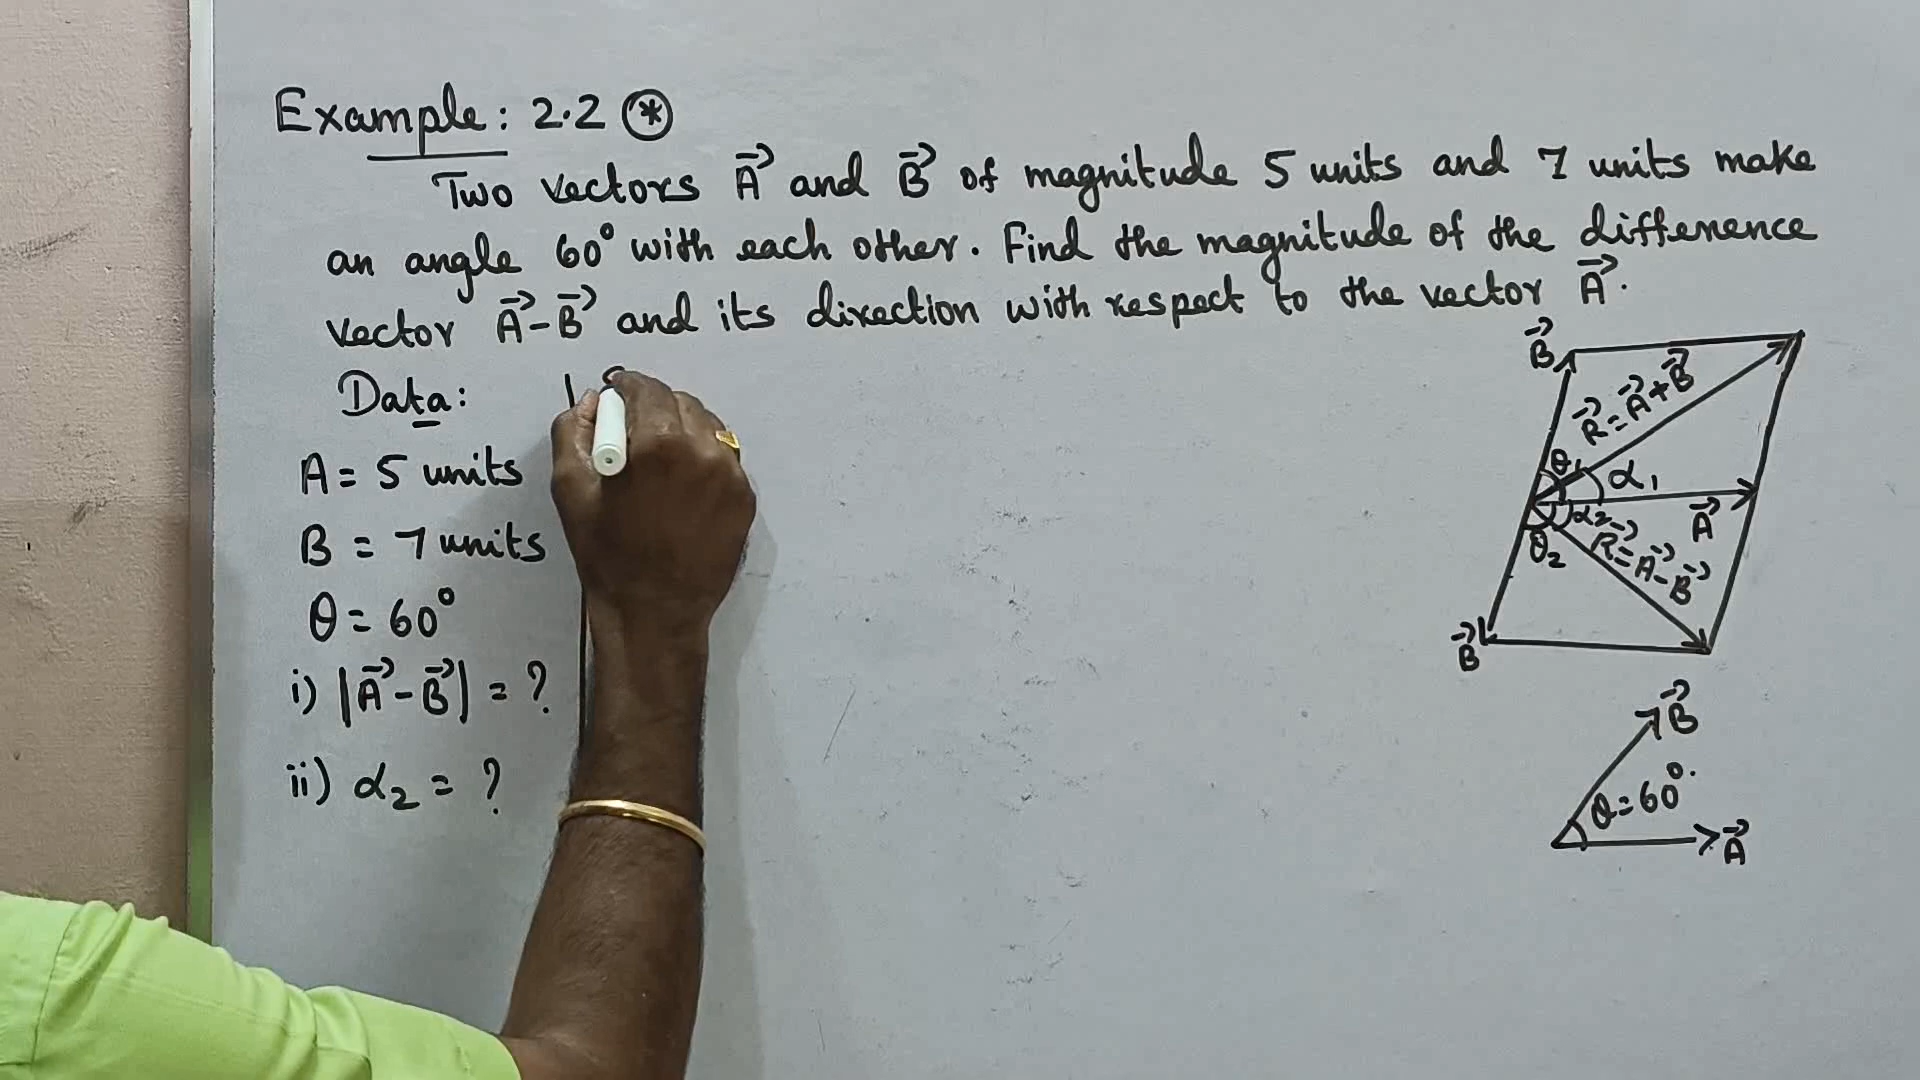 Example: 2.2 *
Two vectors A⃗ and B⃗ of magnitude 5 units and 7 units make
an angle 60° with each other. Find the magnitude of the difference
vector A⃗-B⃗ and its direction with respect to the vector A⃗.
Data:
A = 5 units
B = 7 units
θ = 60°
i) |A⃗-B⃗| = ?
ii) α₂ = ?
B⃗
R⃗=A⃗+B⃗
θ₁
α₁
A⃗
α₂
θ₂
R⃗=A⃗-B⃗
B⃗
B⃗
θ=60°.
A⃗